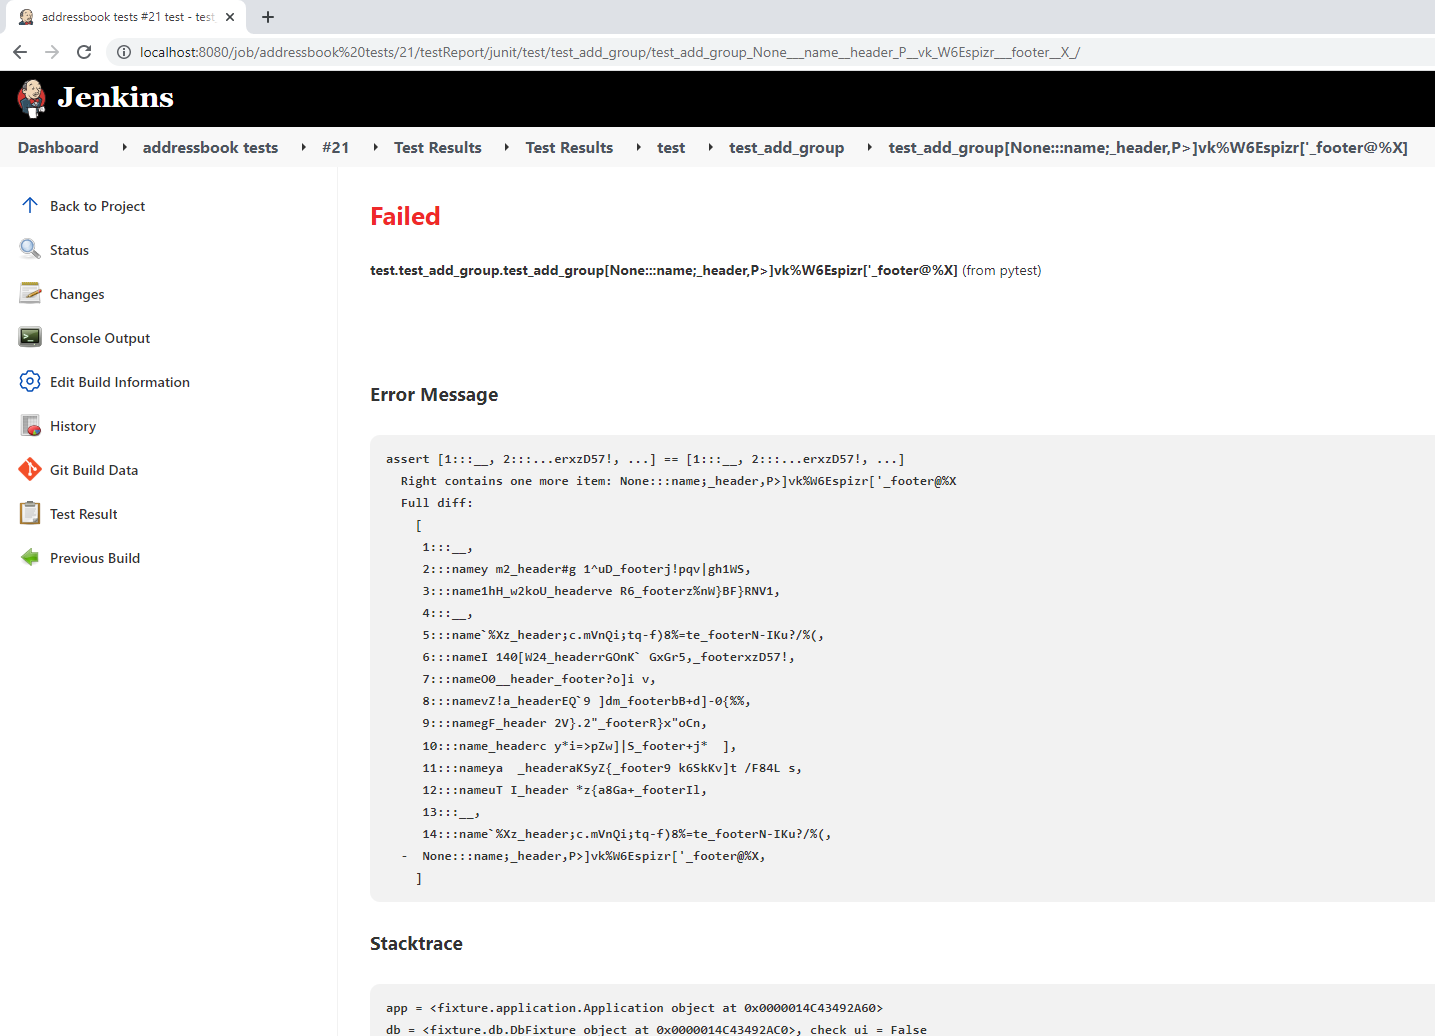 addressbook tests #21 test - test
localhost:8080/job/addressbook%20tests/21/testReport/junit/test/test_add_group/test_add_group_None___name__header_P__vk_W6Espizr___footer__X_/
Jenkins
Dashboard addressbook tests #21 Test Results Test Results test test_add_group test_add_group[None:::name;_header,P>]vk%W6Espizr['_footer@%X]
Back to Project
Status
Changes
Console Output
Edit Build Information
History
Git Build Data
Test Result
Previous Build
Failed
test.test_add_group.test_add_group[None:::name;_header,P>]vk%W6Espizr['_footer@%X] (from pytest)
Error Message
assert [1:::__, 2:::...erxzD57!, ...] == [1:::__, 2:::...erxzD57!, ...]
Right contains one more item: None:::name;_header,P>]vk%W6Espizr['_footer@%X
Full diff:
[
1:::__,
2:::namey m2_header#g 1^uD_footerj!pqv|gh1WS,
3:::name1hH_w2koU_headerve R6_footerz%nW}BF}RNV1,
4:::__,
5:::name`%Xz_header;c.mVnQi;tq-f)8%=te_footerN-IKu?/%(,
6:::nameI 140[W24_headerrGOnK` GxGr5,_footerxzD57!,
7:::nameO0__header_footer?o]i v,
8:::namevZ!a_headerEQ`9 ]dm_footerbB+d]-0{%%,
9:::namegF_header 2V}.2"_footerR}x"oCn,
10:::name_headerc y*i=>pZw]|S_footer+j*  ],
11:::nameya  _headeraKSyZ{_footer9 k6SkKv]t /F84L s,
12:::nameuT I_header *z{a8Ga+_footerIl,
13:::__,
14:::name`%Xz_header;c.mVnQi;tq-f)8%=te_footerN-IKu?/%(,
- None:::name;_header,P>]vk%W6Espizr['_footer@%X,
]
Stacktrace
app = <fixture.application.Application object at 0x0000014C43492A60>
db = <fixture.db.DbFixture object at 0x0000014C43492AC0>, check_ui = False